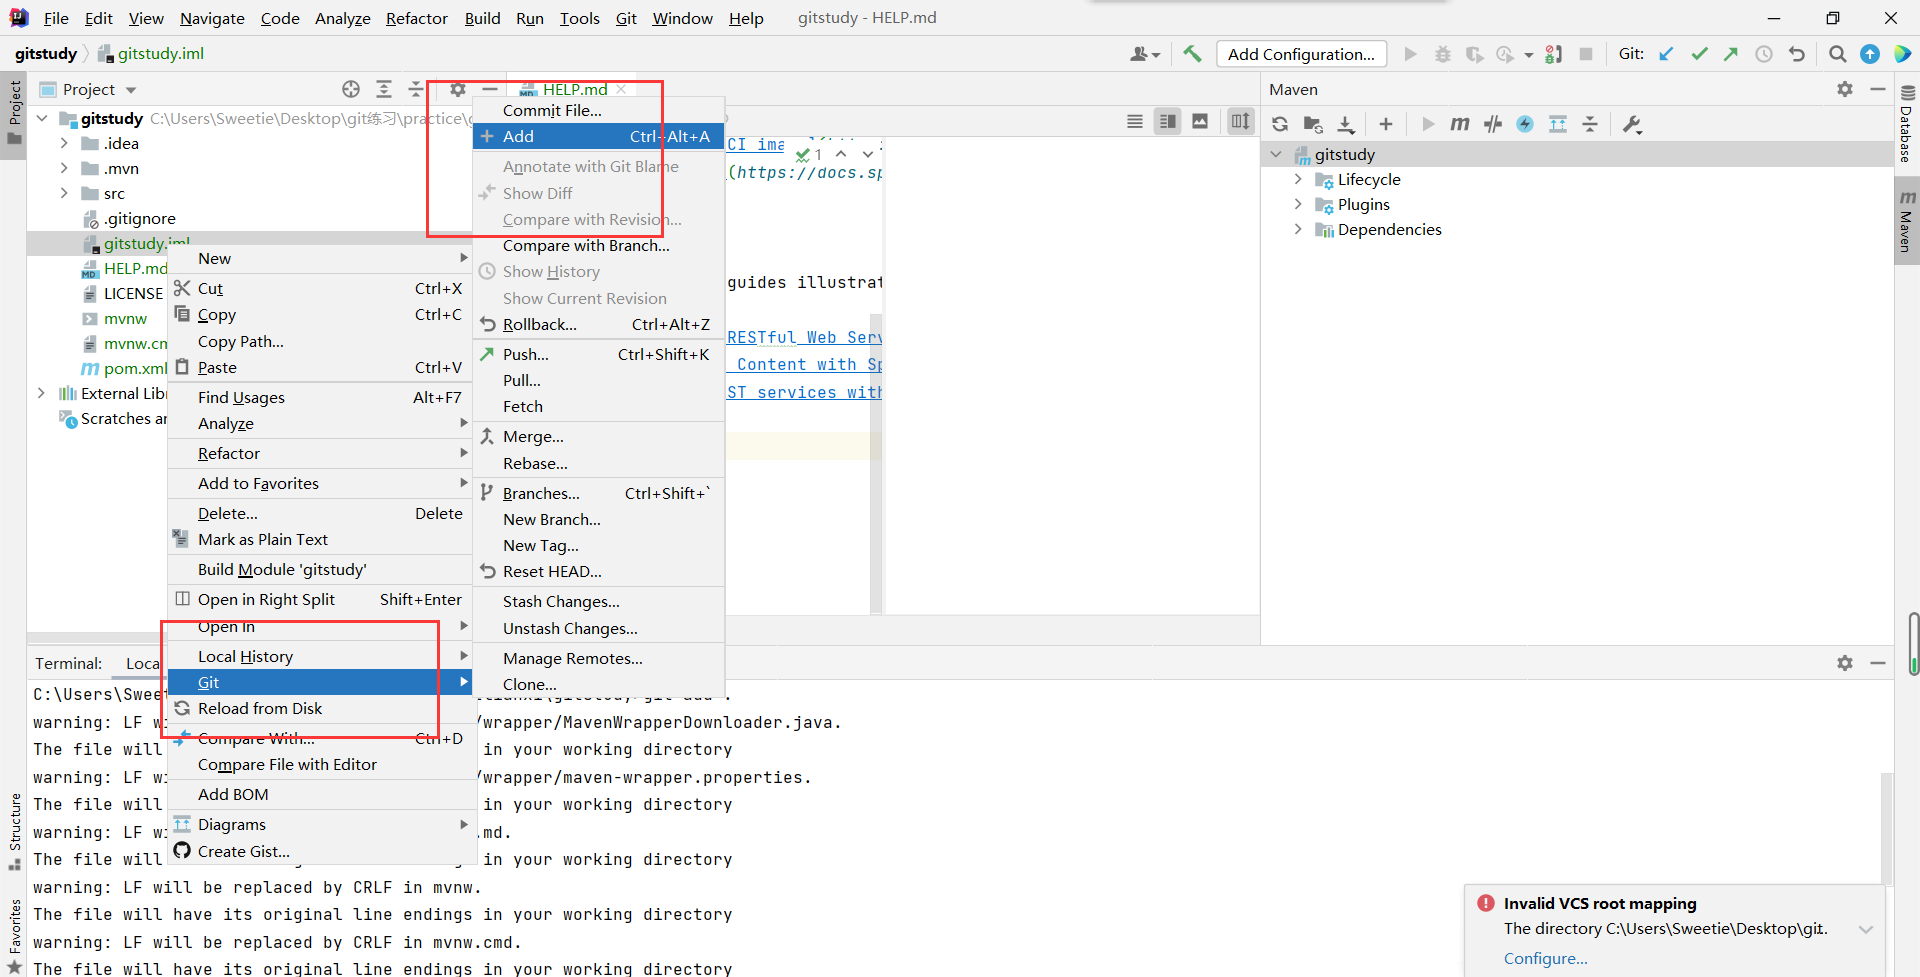 File Edit View Navigate Code Analyze Refactor Build Run Tools Git Window Help gitstudy - HELP.md
gitstudy gitstudy.iml
Add Configuration... Git:
Project
HELP.md
Maven
gitstudy C:\Users\Sweetie\Desktop\git练习\practice\
.idea
.mvn
src
.gitignore
gitstudy.iml
HELP.md
LICENSE
mvnw
pom.xml
External
Scratches
New
Cut Ctrl+X
Copy Ctrl+C
Copy Path...
Paste Ctrl+V
Find Usages Alt+F7
Analyze
Refactor
Add to Favorites
Delete... Delete
Mark as Plain Text
Build Module 'gitstudy'
Open in Right Split Shift+Enter
Open In
Local History
Git
Reload from Disk
Compare With... Ctrl+D
Compare File with Editor
Add BOM
Diagrams
Create Gist...
Commit File...
Add Ctrl+Alt+A
Annotate with Git Blame
Show Diff
Compare with Revision...
Compare with Branch...
Show History
Show Current Revision
Rollback... Ctrl+Alt+Z
Push... Ctrl+Shift+K
Pull...
Fetch
Merge...
Rebase...
Branches... Ctrl+Shift+`
New Branch...
New Tag...
Reset HEAD...
Stash Changes...
Unstash Changes...
Manage Remotes...
Clone...
CI
1
(https://docs.sp
guides illustrat
RESTful Web Serv
Content with Sp
ST services with
gitstudy
Lifecycle
Plugins
Dependencies
Project
Structure
Favorites
Database
Maven
Terminal: Loca
C:\Users\Swee
warning: LF wi /wrapper/MavenWrapperDownloader.java.
The file will in your working directory
warning: LF wi /wrapper/maven-wrapper.properties.
The file will in your working directory
warning: LF wi .md.
The file will in your working directory
warning: LF will be replaced by CRLF in mvnw.
The file will have its original line endings in your working directory
warning: LF will be replaced by CRLF in mvnw.cmd.
The file will have its original line endings in your working directory
Invalid VCS root mapping
The directory C:\Users\Sweetie\Desktop\git.
Configure...